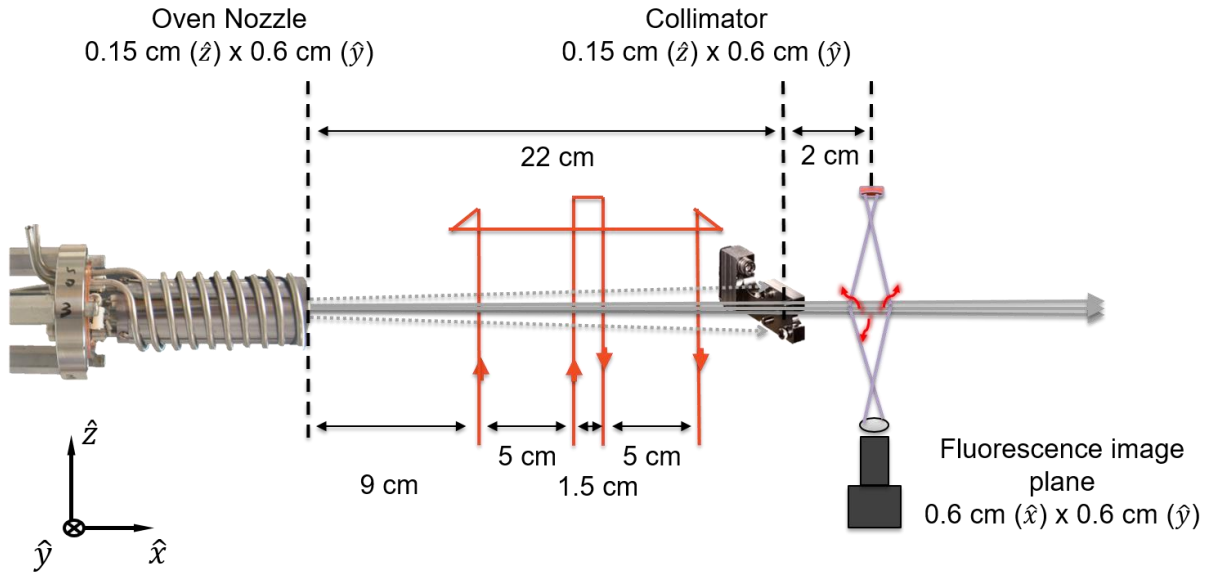 Oven Nozzle
0.15 cm (ẑ) x 0.6 cm (ŷ)
Collimator
0.15 cm (ẑ) x 0.6 cm (ŷ)
22 cm
2 cm
5 cm
5 cm
1.5 cm
9 cm
ẑ
ŷ
x̂
Fluorescence image
plane
0.6 cm (x̂) x 0.6 cm (ŷ)